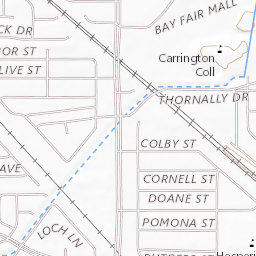 BAY FAIR MALL
CK DR
Carrington
Coll
BOR ST
LIVE ST
THORNALLY DR
COLBY ST
AVE
CORNELL ST
DOANE ST
POMONA ST
LOCH LN